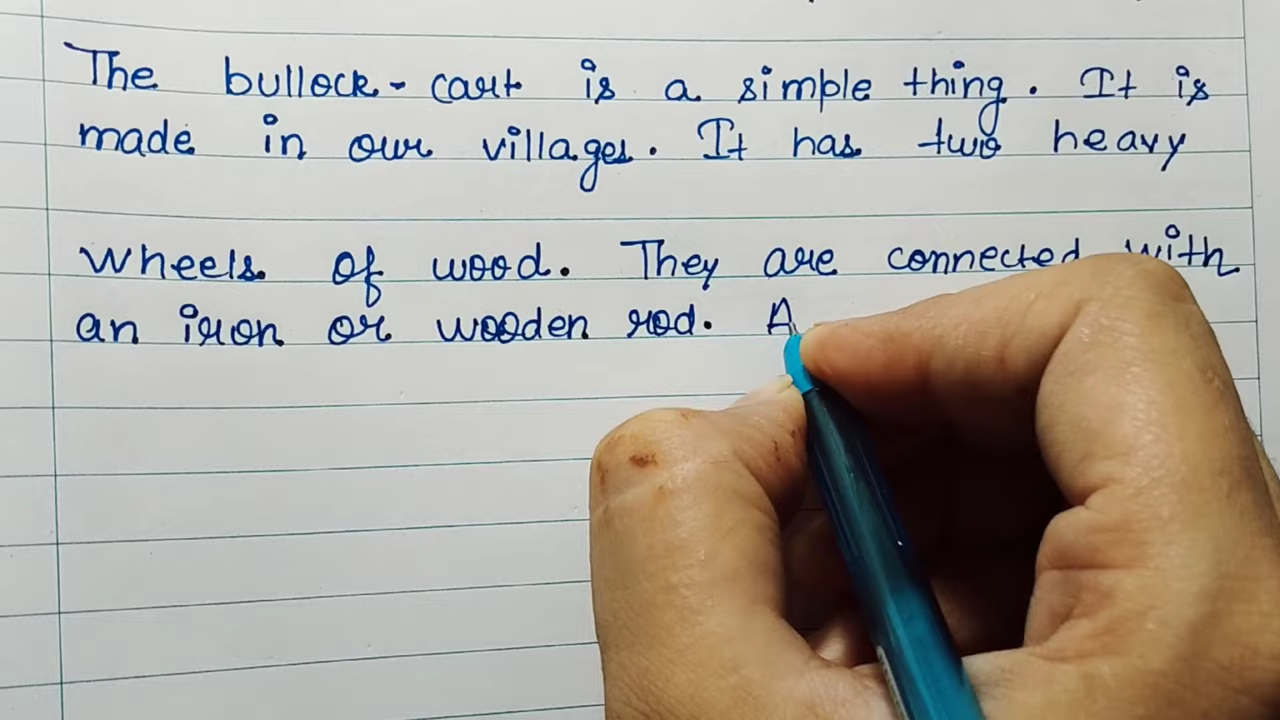 The bullock-cart is a simple thing. It is
made in our villages. It has two heavy
wheels of wood. They are connected with
an iron or wooden rod. A